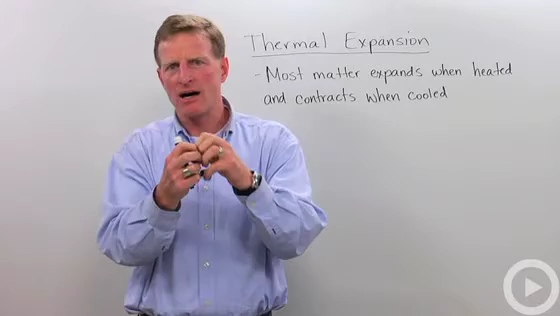 Thermal Expansion
- Most matter expands when heated
and contracts when cooled